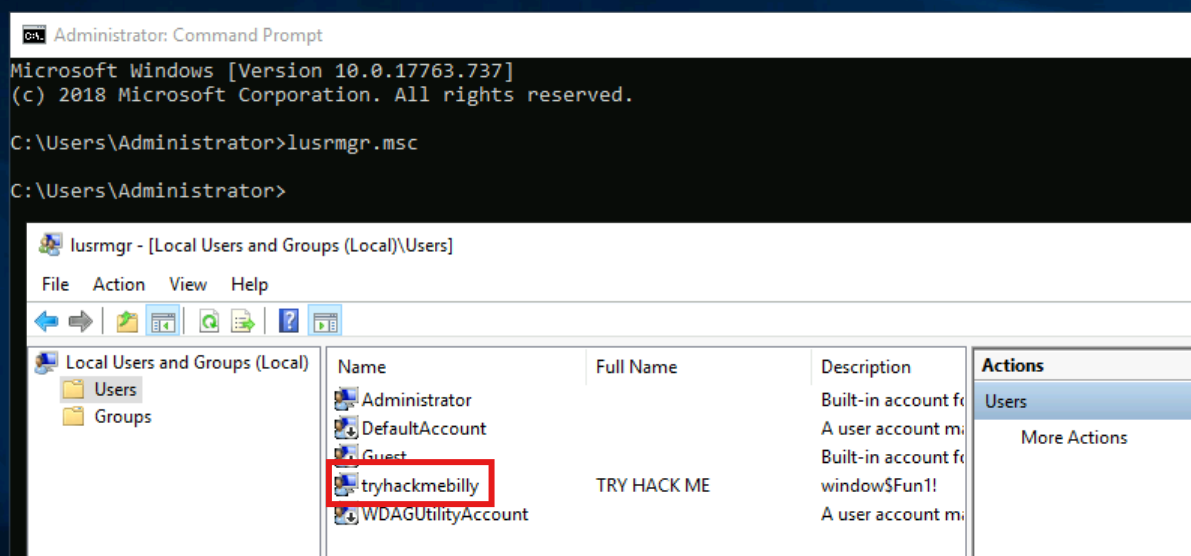 Administrator: Command Prompt
Microsoft Windows [Version 10.0.17763.737]
(c) 2018 Microsoft Corporation. All rights reserved.
C:\Users\Administrator>lusrmgr.msc
C:\Users\Administrator>
lusrmgr - [Local Users and Groups (Local)\Users]
File Action View Help
Local Users and Groups (Local)
Users
Groups
Name Full Name Description
Administrator Built-in account fo
DefaultAccount A user account ma
Guest Built-in account fo
tryhackmebilly TRY HACK ME window$Fun1!
WDAGUtilityAccount A user account ma
Actions
Users
More Actions